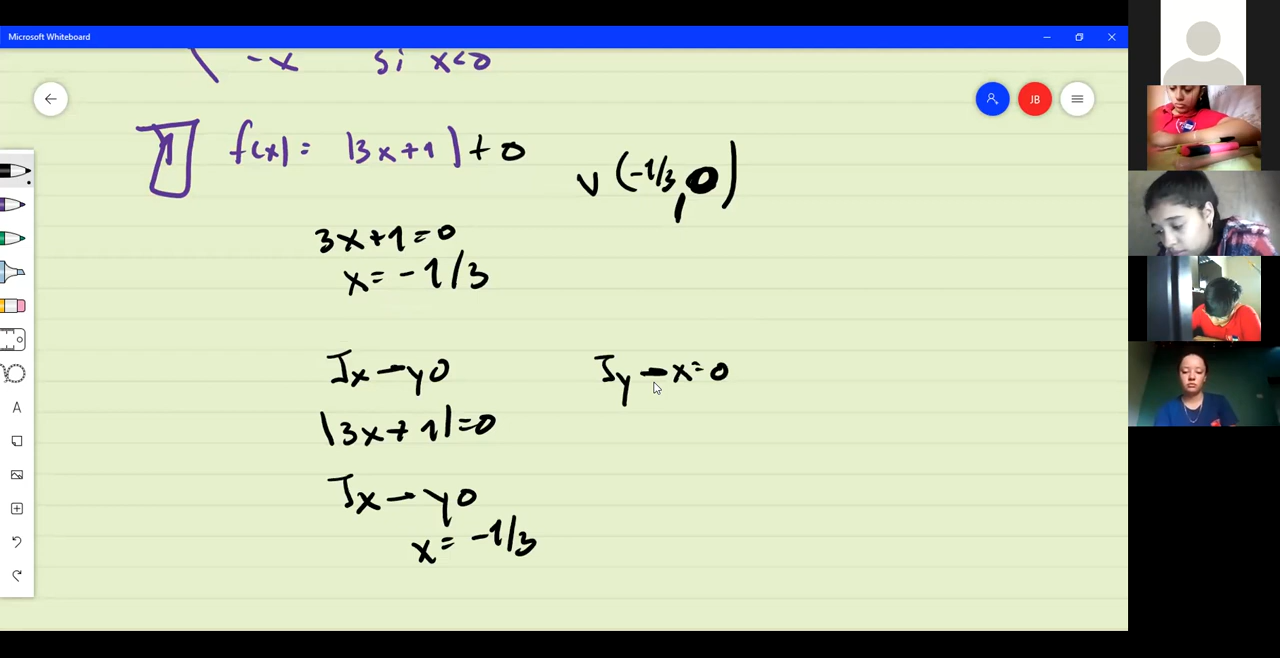 Microsoft Whiteboard
-x si x<0
JB
1 f(x)= |3x+1|+0
V (-1/3,0)
3x+1=0
x= -1/3
Ix→y0
Iy→x=0
|3x+1|=0
Ix→y0
x= -1/3
A